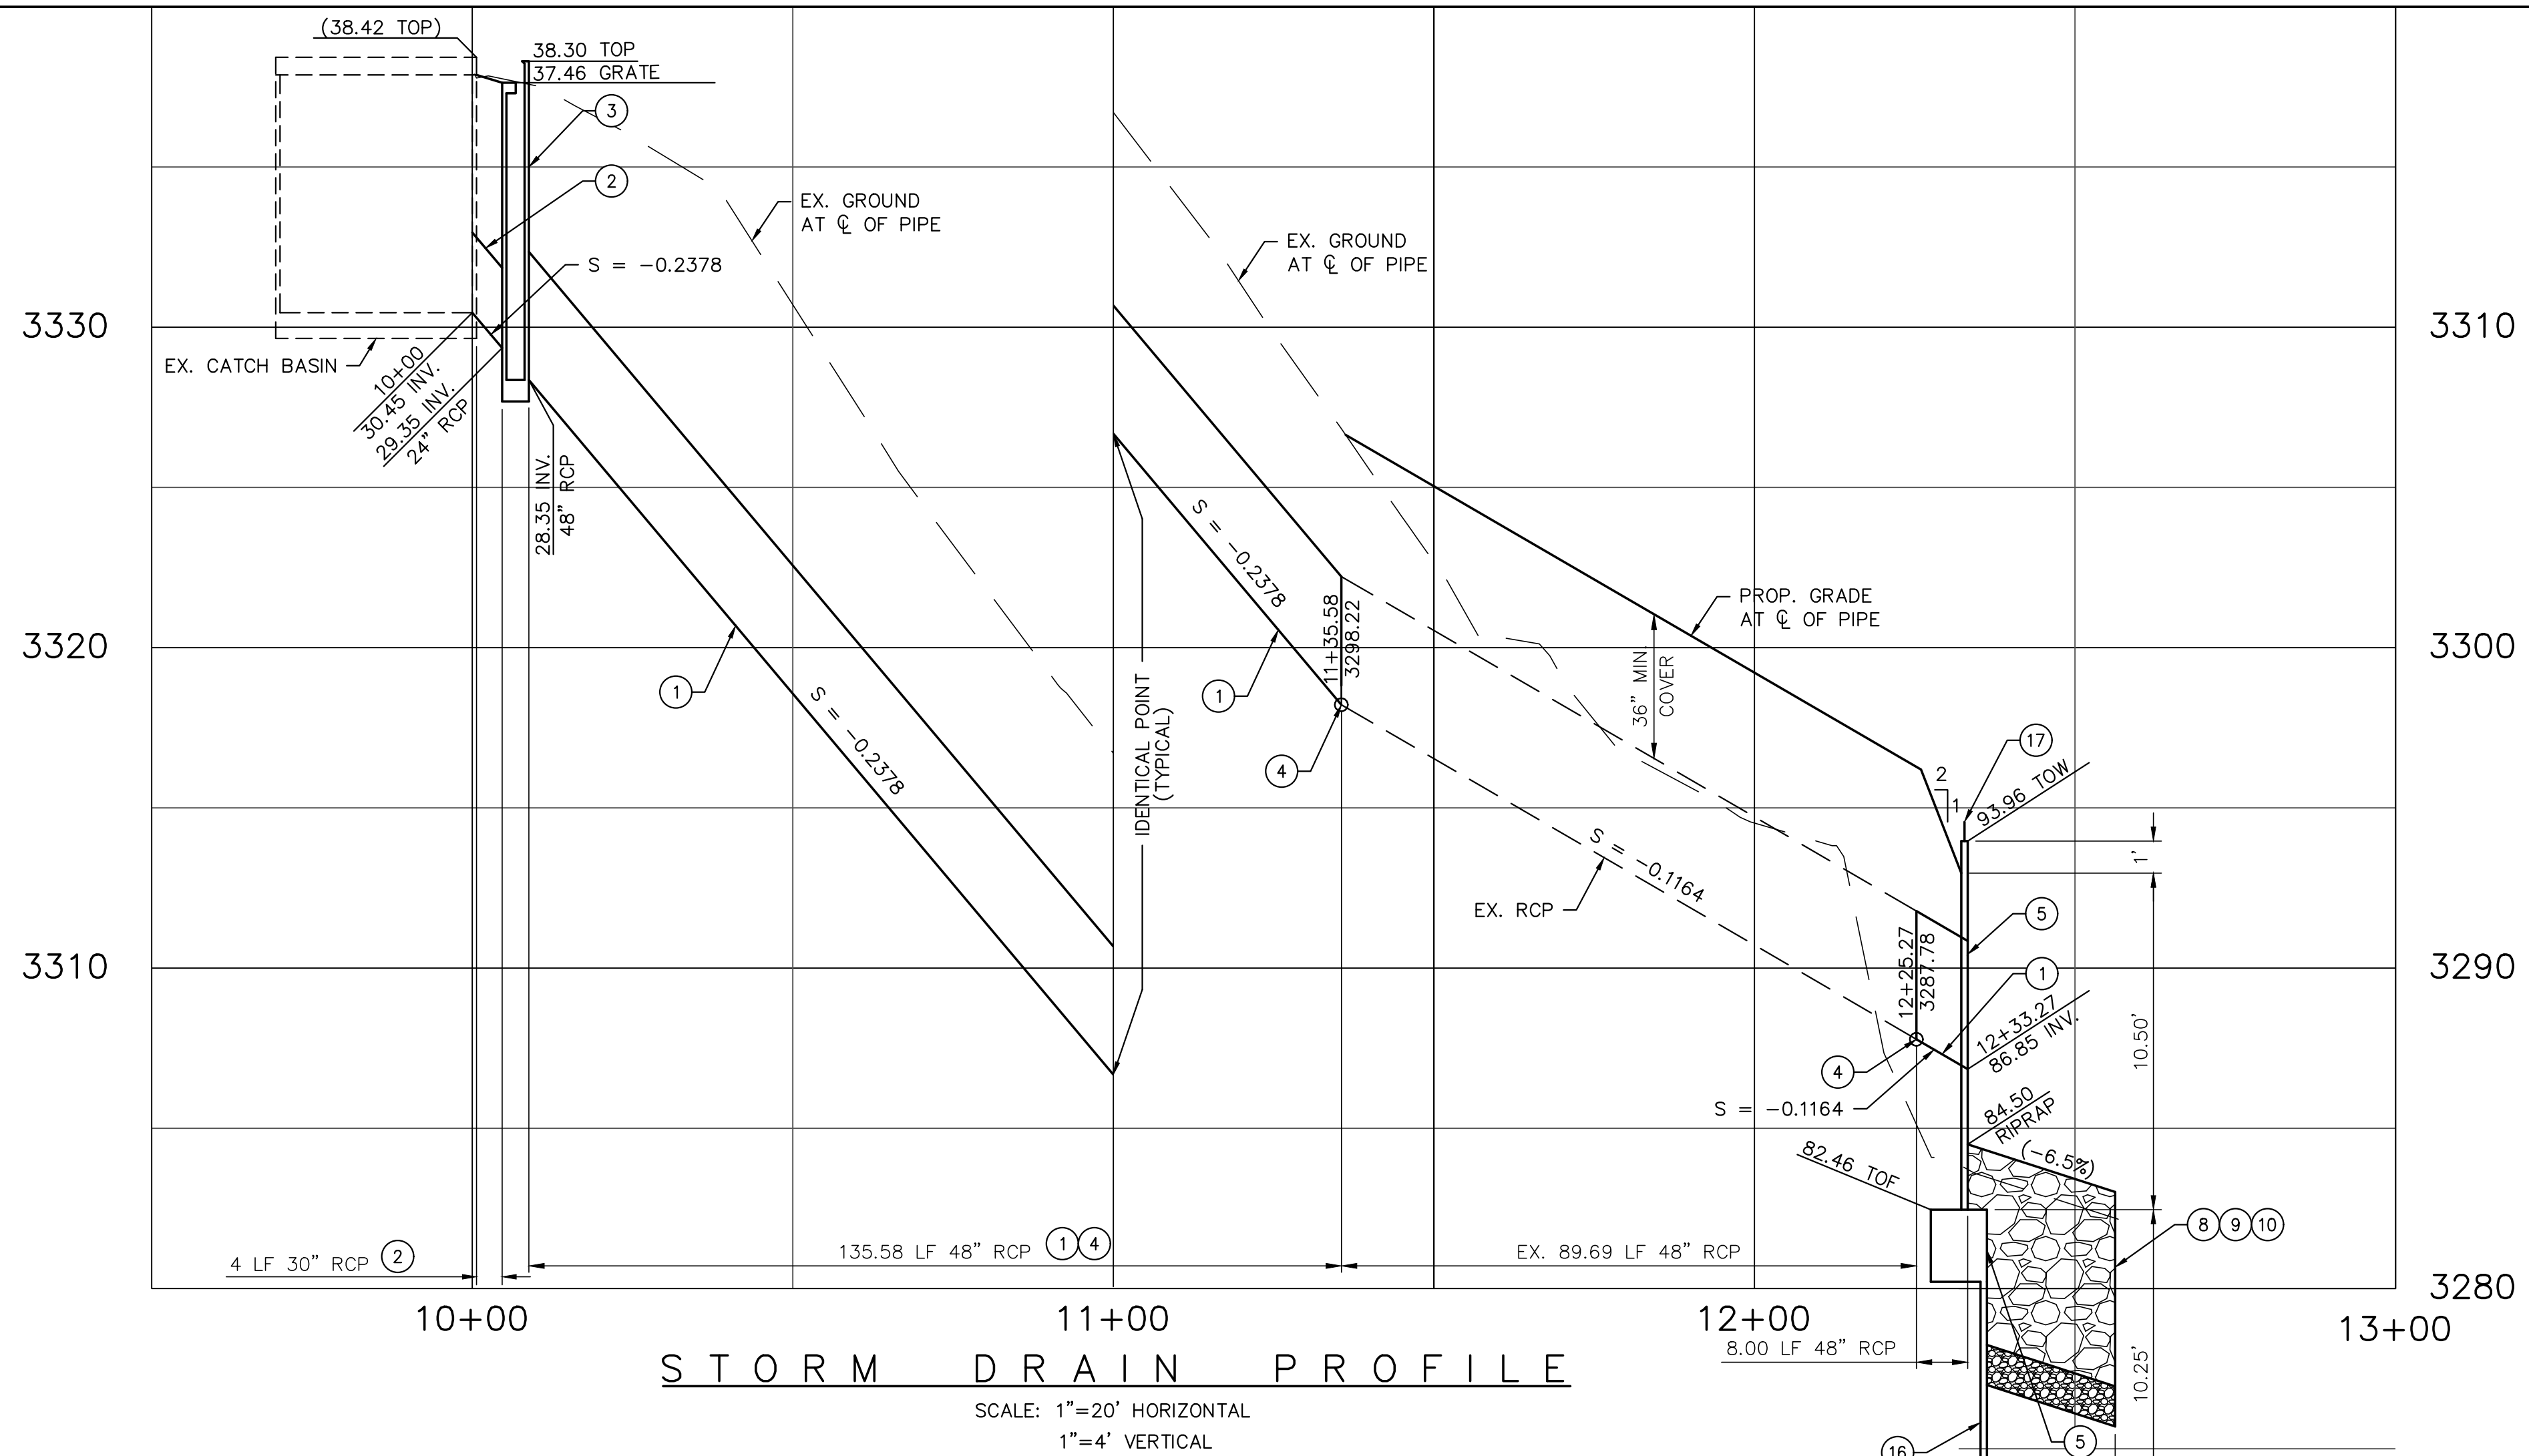 (38.42 TOP)
38.30 TOP
37.46 GRATE
3
2
S = -0.2378
EX. GROUND
AT ℄ OF PIPE
EX. GROUND
AT ℄ OF PIPE
3330
3310
EX. CATCH BASIN
10+00
30.45 INV.
29.35 INV.
24" RCP
28.35 INV.
48" RCP
S = -0.2378
11+35.58
3298.22
PROP. GRADE
AT ℄ OF PIPE
36" MIN.
COVER
3320
3300
1
S = -0.2378
IDENTICAL POINT
(TYPICAL)
1
4
17
2
1
93.96 TOW
1'
S = -0.1164
EX. RCP
5
12+25.27
3287.78
1
3310
3290
12+33.27
86.85 INV.
10.50'
4
S = -0.1164
84.50
RIPRAP
(-6.5%)
82.46 TOF
8 9 10
4 LF 30" RCP 2
135.58 LF 48" RCP 1 4
EX. 89.69 LF 48" RCP
3280
10+00
11+00
12+00
13+00
8.00 LF 48" RCP
10.25'
STORM DRAIN PROFILE
SCALE: 1"=20' HORIZONTAL
1"=4' VERTICAL
16
5